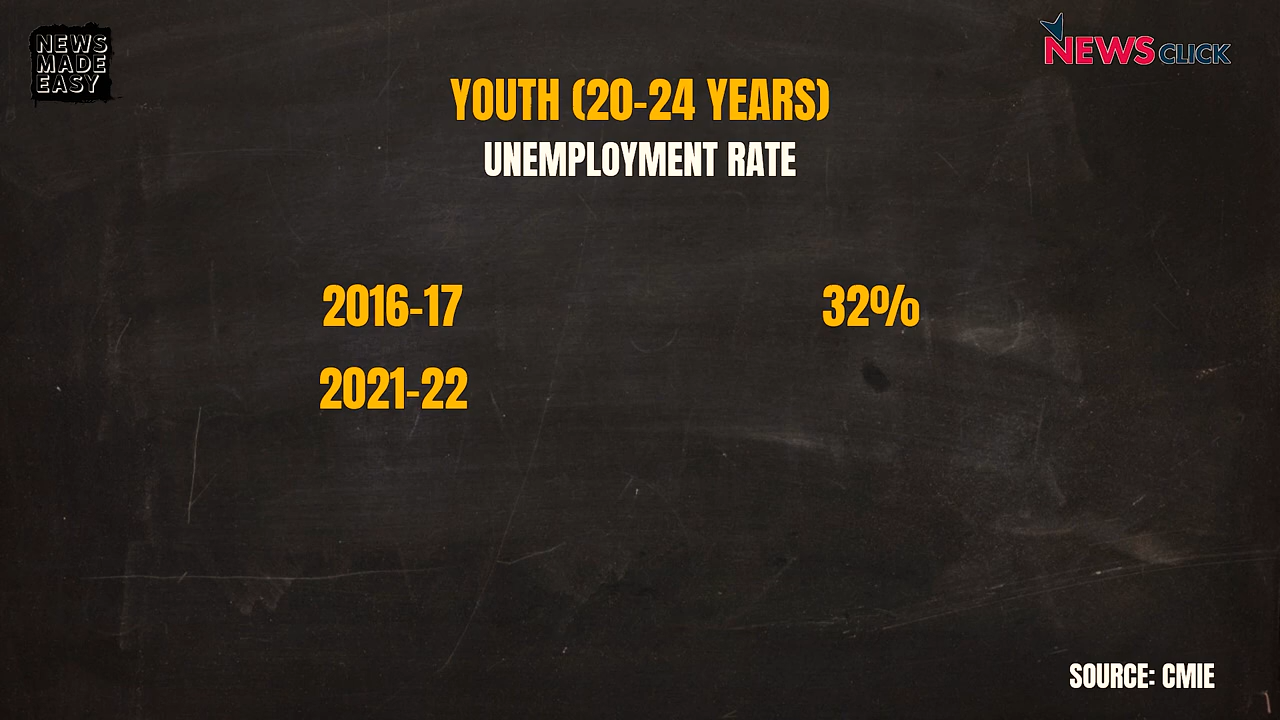 NEWS
MADE
EASY
NEWSCLICK
YOUTH (20-24 YEARS)
UNEMPLOYMENT RATE
2016-17 32%
2021-22
SOURCE: CMIE